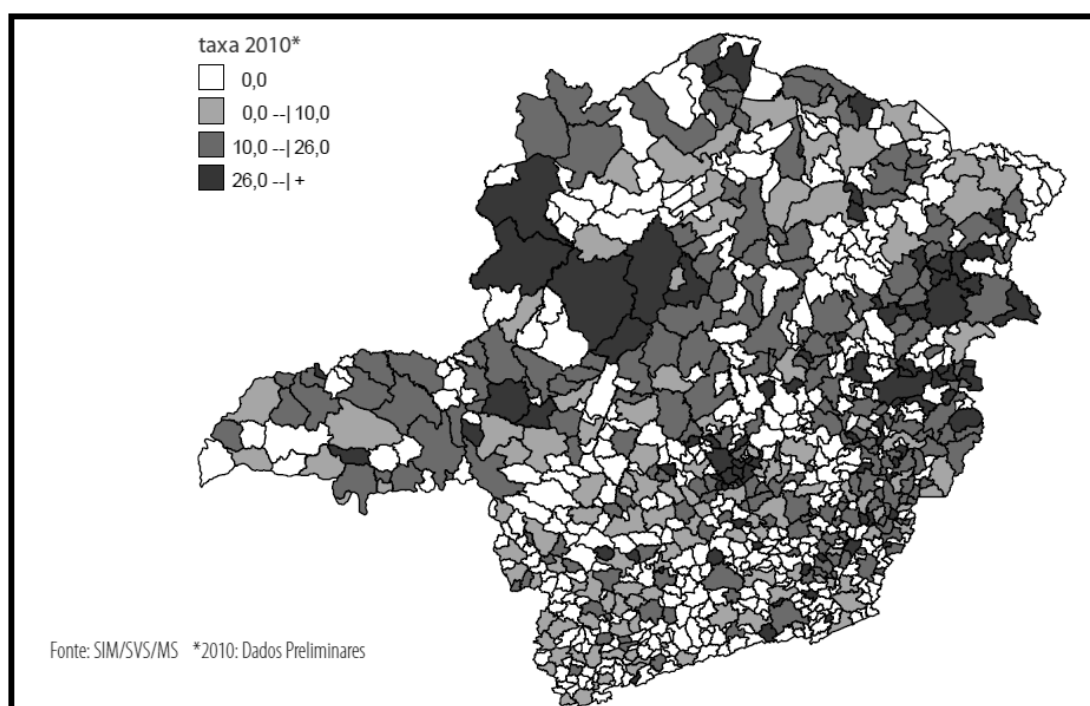 taxa 2010*
0,0
0,0 --| 10,0
10,0 --| 26,0
26,0 --| +
Fonte: SIM/SVS/MS *2010: Dados Preliminares